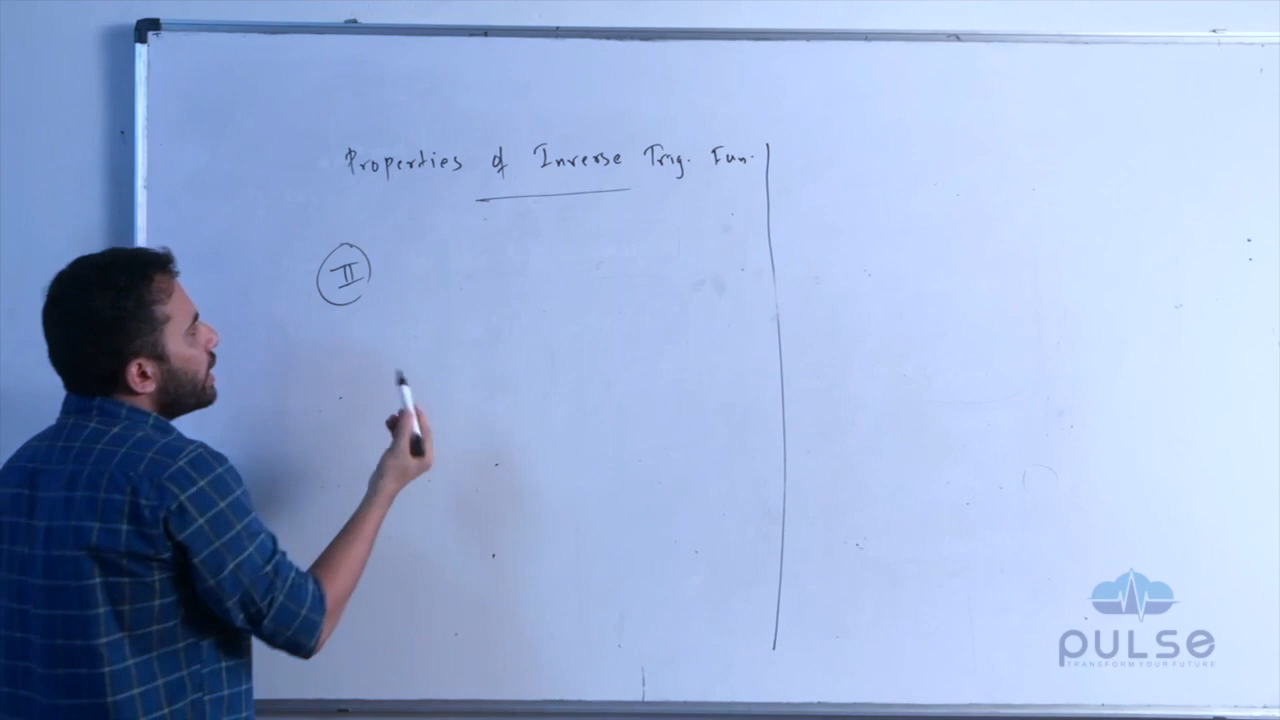 Properties of Inverse Trig. Fun.
II
PULSE
TRANSFORM YOUR FUTURE